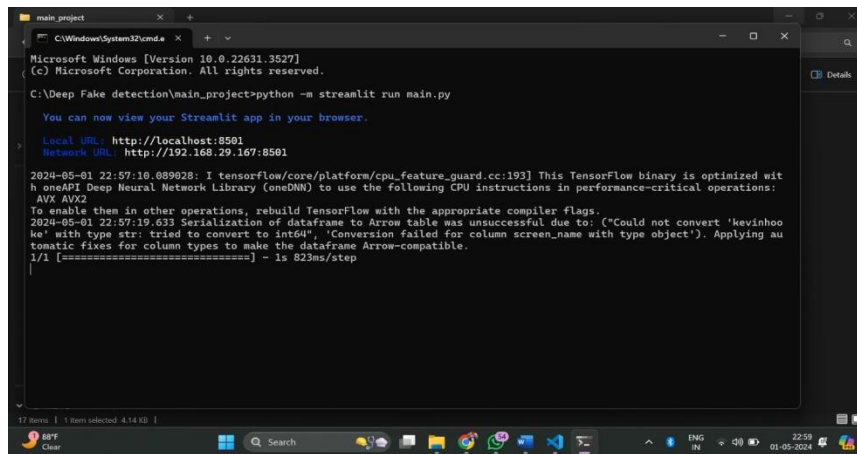 main_project
C:\Windows\System32\cmd.e
Details
Microsoft Windows [Version 10.0.22631.3527]
(c) Microsoft Corporation. All rights reserved.
C:\Deep Fake detection\main_project>python -m streamlit run main.py
You can now view your Streamlit app in your browser.
Local URL: http://localhost:8501
Network URL: http://192.168.29.167:8501
2024-05-01 22:57:10.089028: I tensorflow/core/platform/cpu_feature_guard.cc:193] This TensorFlow binary is optimized wit
h oneAPI Deep Neural Network Library (oneDNN) to use the following CPU instructions in performance-critical operations:
AVX AVX2
To enable them in other operations, rebuild TensorFlow with the appropriate compiler flags.
2024-05-01 22:57:19.633 Serialization of dataframe to Arrow table was unsuccessful due to: ("Could not convert 'kevinhoo
ke' with type str: tried to convert to int64", 'Conversion failed for column screen_name with type object'). Applying au
tomatic fixes for column types to make the dataframe Arrow-compatible.
1/1 [==============================] - 1s 823ms/step
17 items | 1 item selected 4.14 KB |
88°F
Clear
Search
54
ENG
IN
22:59
01-05-2024